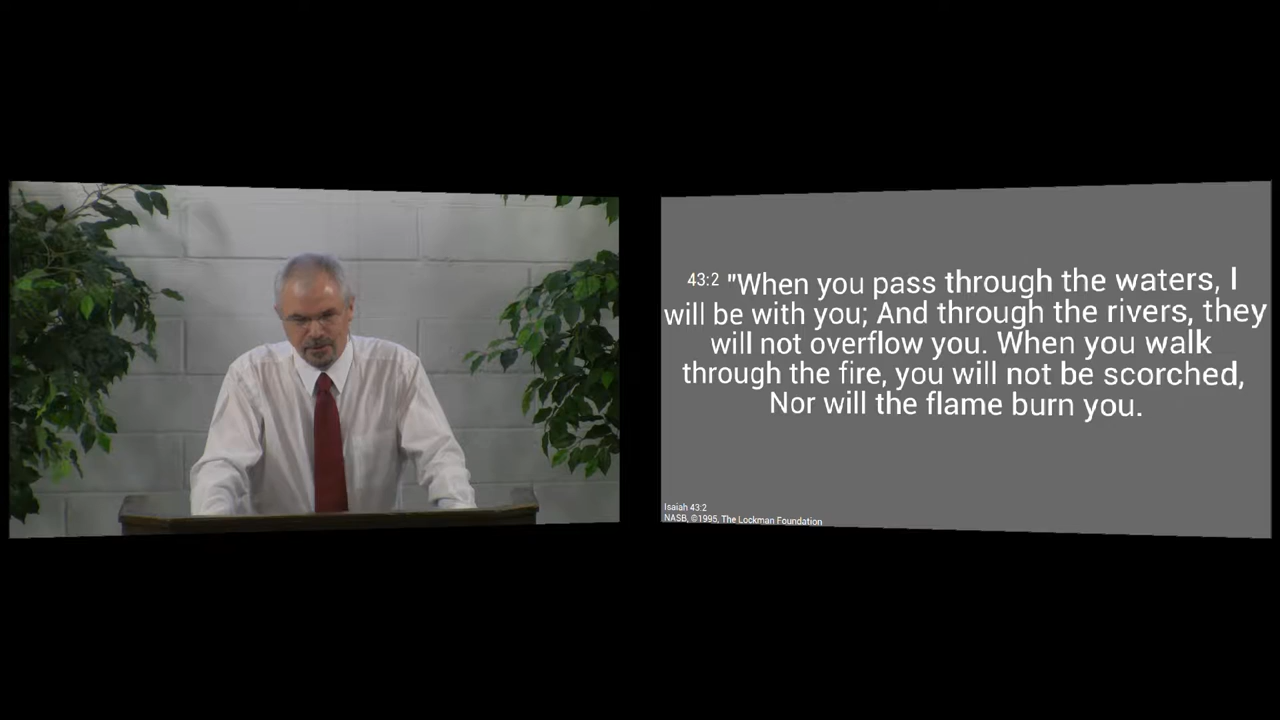 43:2 "When you pass through the waters, I
will be with you; And through the rivers, they
will not overflow you. When you walk
through the fire, you will not be scorched,
Nor will the flame burn you.
Isaiah 43:2
NASB, ©1995, The Lockman Foundation